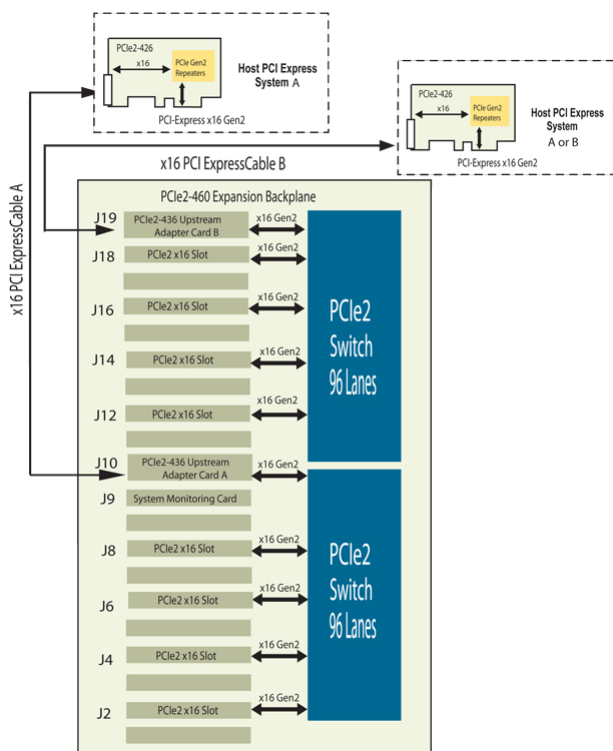 PCIe2-426
x16
PCIe Gen2
Repeaters
Host PCI Express
System A
PCI-Express x16 Gen2
PCIe2-426
x16
PCIe Gen2
Repeaters
Host PCI Express
System
A or B
PCI-Express x16 Gen2
x16 PCI ExpressCable B
x16 PCI ExpressCable A
PCIe2-460 Expansion Backplane
J19
PCIe2-436 Upstream
Adapter Card B
x16 Gen2
J18
PCIe2 x16 Slot
x16 Gen2
J16
PCIe2 x16 Slot
x16 Gen2
J14
PCIe2 x16 Slot
x16 Gen2
J12
PCIe2 x16 Slot
x16 Gen2
PCIe2
Switch
96 Lanes
J10
PCIe2-436 Upstream
Adapter Card A
x16 Gen2
J9
System Monitoring Card
J8
PCIe2 x16 Slot
x16 Gen2
J6
PCIe2 x16 Slot
x16 Gen2
J4
PCIe2 x16 Slot
x16 Gen2
J2
PCIe2 x16 Slot
x16 Gen2
PCIe2
Switch
96 Lanes